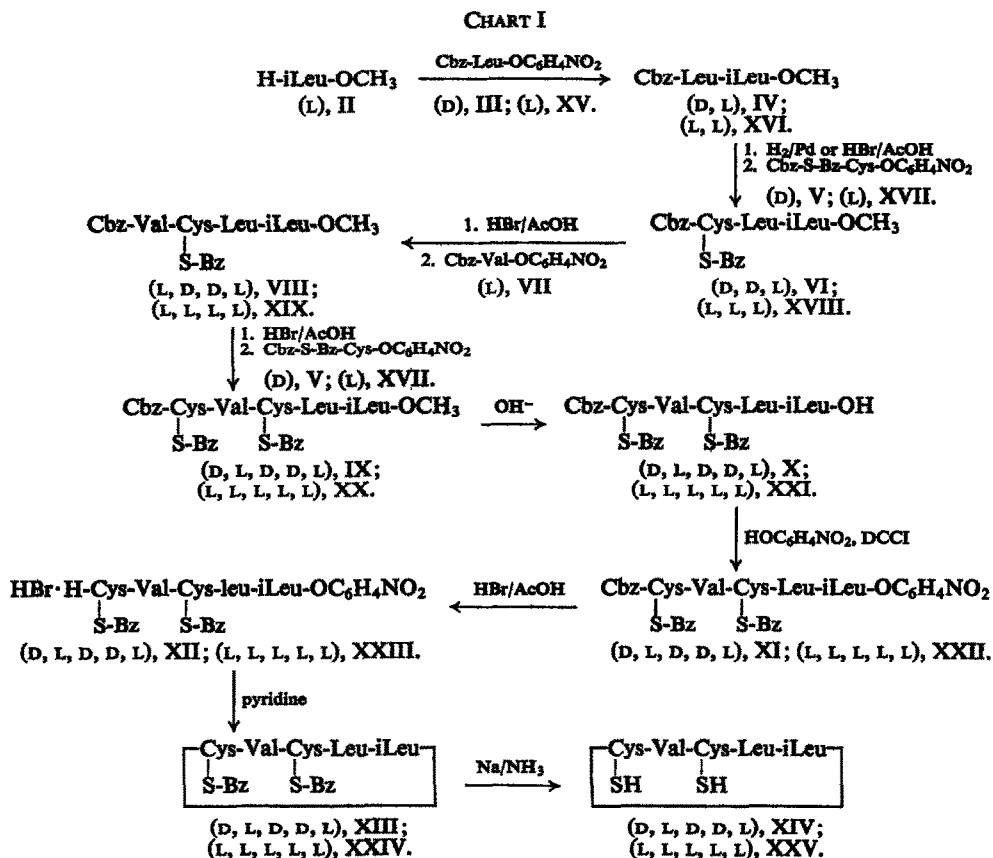 CHART I
H-iLeu-OCH₃
(L), II
Cbz-Leu-OC₆H₄NO₂
(D), III; (L), XV.
Cbz-Leu-iLeu-OCH₃
(D, L), IV;
(L, L), XVI.
1. H₂/Pd or HBr/AcOH
2. Cbz-S-Bz-Cys-OC₆H₄NO₂
(D), V; (L), XVII.
Cbz-Val-Cys-Leu-iLeu-OCH₃
S-Bz
(L, D, D, L), VIII;
(L, L, L, L), XIX.
1. HBr/AcOH
2. Cbz-Val-OC₆H₄NO₂
(L), VII
Cbz-Cys-Leu-iLeu-OCH₃
S-Bz
(D, D, L), VI;
(L, L, L), XVIII.
1. HBr/AcOH
2. Cbz-S-Bz-Cys-OC₆H₄NO₂
(D), V; (L), XVII.
Cbz-Cys-Val-Cys-Leu-iLeu-OCH₃
S-Bz S-Bz
(D, L, D, D, L), IX;
(L, L, L, L, L), XX.
OH⁻
Cbz-Cys-Val-Cys-Leu-iLeu-OH
S-Bz S-Bz
(D, L, D, D, L), X;
(L, L, L, L, L), XXI.
HOC₆H₄NO₂, DCCI
HBr·H-Cys-Val-Cys-leu-iLeu-OC₆H₄NO₂
S-Bz S-Bz
(D, L, D, D, L), XII; (L, L, L, L, L), XXIII.
HBr/AcOH
Cbz-Cys-Val-Cys-Leu-iLeu-OC₆H₄NO₂
S-Bz S-Bz
(D, L, D, D, L), XI; (L, L, L, L, L), XXII.
pyridine
Cys-Val-Cys-Leu-iLeu
S-Bz S-Bz
(D, L, D, D, L), XIII;
(L, L, L, L, L), XXIV.
Na/NH₃
Cys-Val-Cys-Leu-iLeu
SH SH
(D, L, D, D, L), XIV;
(L, L, L, L, L), XXV.